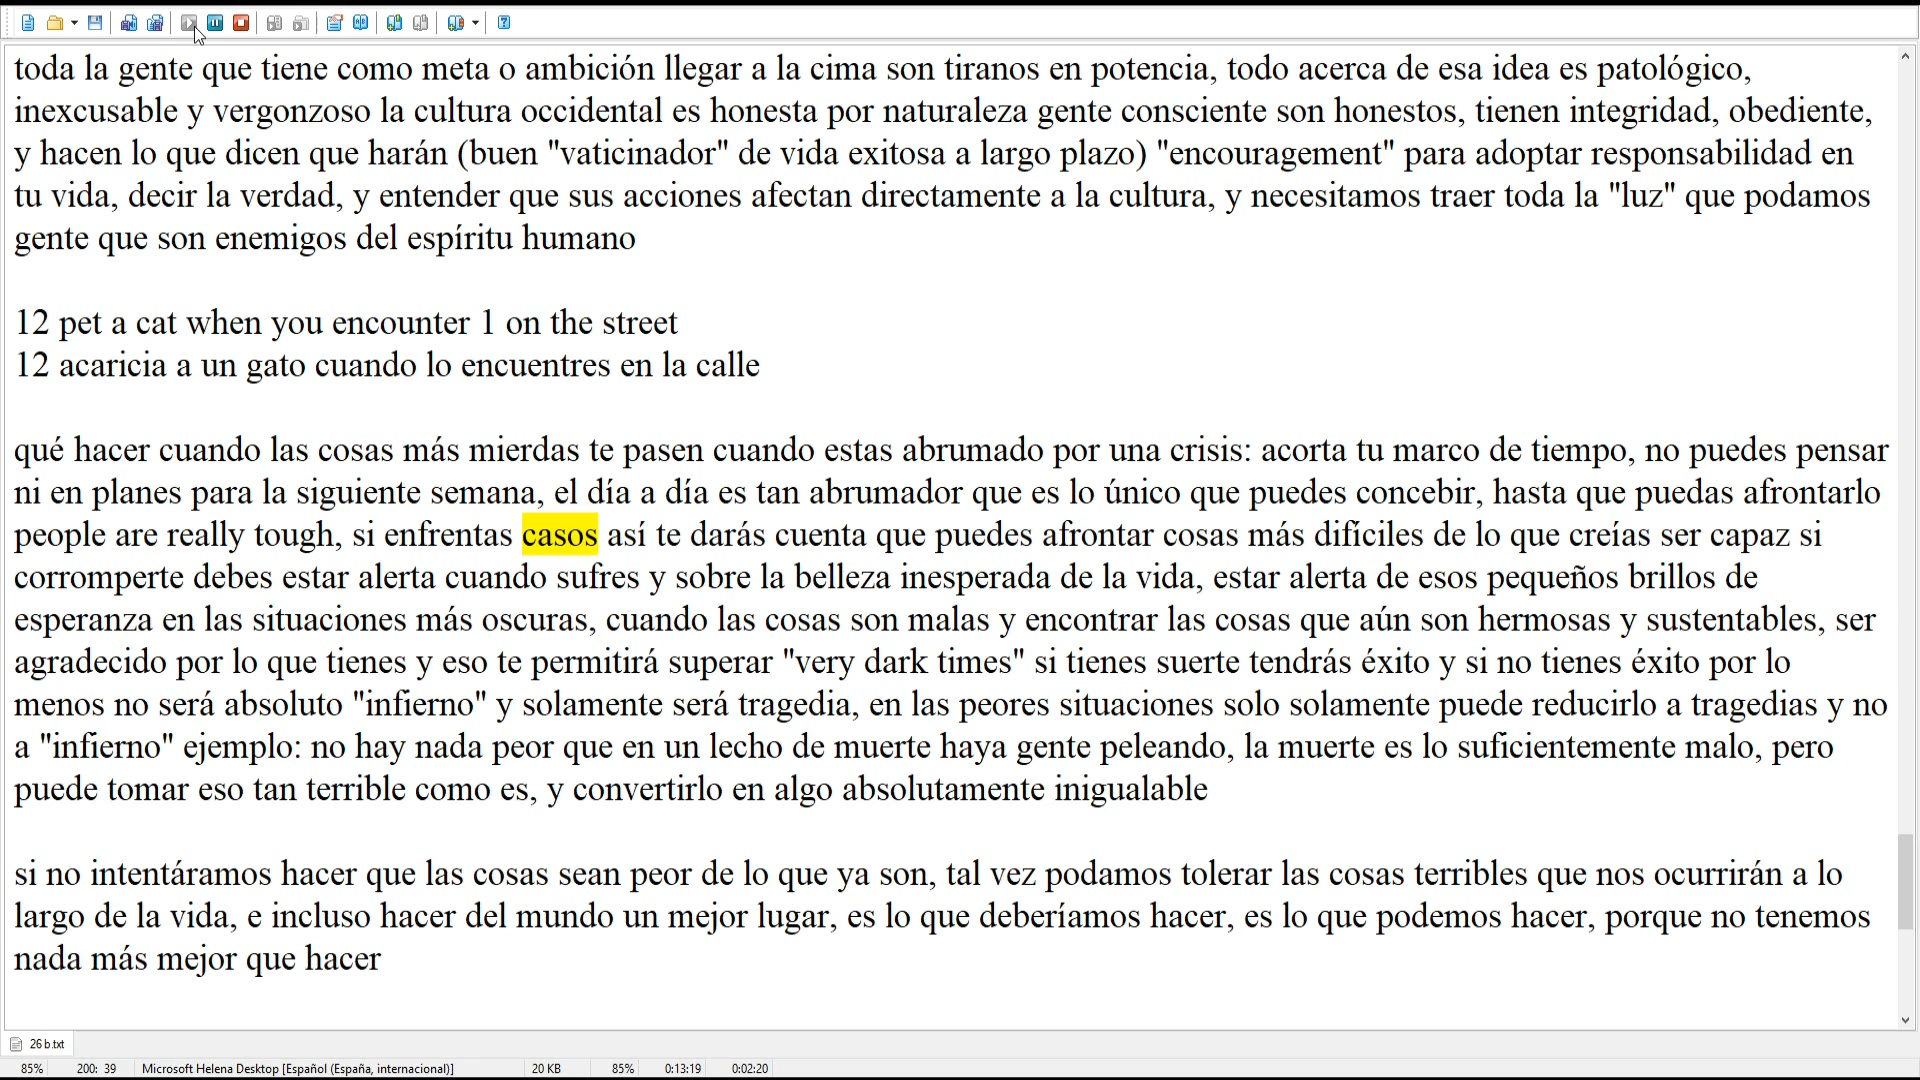 toda la gente que tiene como meta o ambición llegar a la cima son tiranos en potencia, todo acerca de esa idea es patológico,
inexcusable y vergonzoso la cultura occidental es honesta por naturaleza gente consciente son honestos, tienen integridad, obediente,
y hacen lo que dicen que harán (buen "vaticinador" de vida exitosa a largo plazo) "encouragement" para adoptar responsabilidad en
tu vida, decir la verdad, y entender que sus acciones afectan directamente a la cultura, y necesitamos traer toda la "luz" que podamos
gente que son enemigos del espíritu humano
12 pet a cat when you encounter 1 on the street
12 acaricia a un gato cuando lo encuentres en la calle
qué hacer cuando las cosas más mierdas te pasen cuando estas abrumado por una crisis: acorta tu marco de tiempo, no puedes pensar
ni en planes para la siguiente semana, el día a día es tan abrumador que es lo único que puedes concebir, hasta que puedas afrontarlo
people are really tough, si enfrentas casos así te darás cuenta que puedes afrontar cosas más difíciles de lo que creías ser capaz si
corromperte debes estar alerta cuando sufres y sobre la belleza inesperada de la vida, estar alerta de esos pequeños brillos de
esperanza en las situaciones más oscuras, cuando las cosas son malas y encontrar las cosas que aún son hermosas y sustentables, ser
agradecido por lo que tienes y eso te permitirá superar "very dark times" si tienes suerte tendrás éxito y si no tienes éxito por lo
menos no será absoluto "infierno" y solamente será tragedia, en las peores situaciones solo solamente puede reducirlo a tragedias y no
a "infierno" ejemplo: no hay nada peor que en un lecho de muerte haya gente peleando, la muerte es lo suficientemente malo, pero
puede tomar eso tan terrible como es, y convertirlo en algo absolutamente inigualable
si no intentáramos hacer que las cosas sean peor de lo que ya son, tal vez podamos tolerar las cosas terribles que nos ocurrirán a lo
largo de la vida, e incluso hacer del mundo un mejor lugar, es lo que deberíamos hacer, es lo que podemos hacer, porque no tenemos
nada más mejor que hacer
26 b.txt
85% 200: 39 Microsoft Helena Desktop [Español (España, internacional)] 20 KB 85% 0:13:19 0:02:20